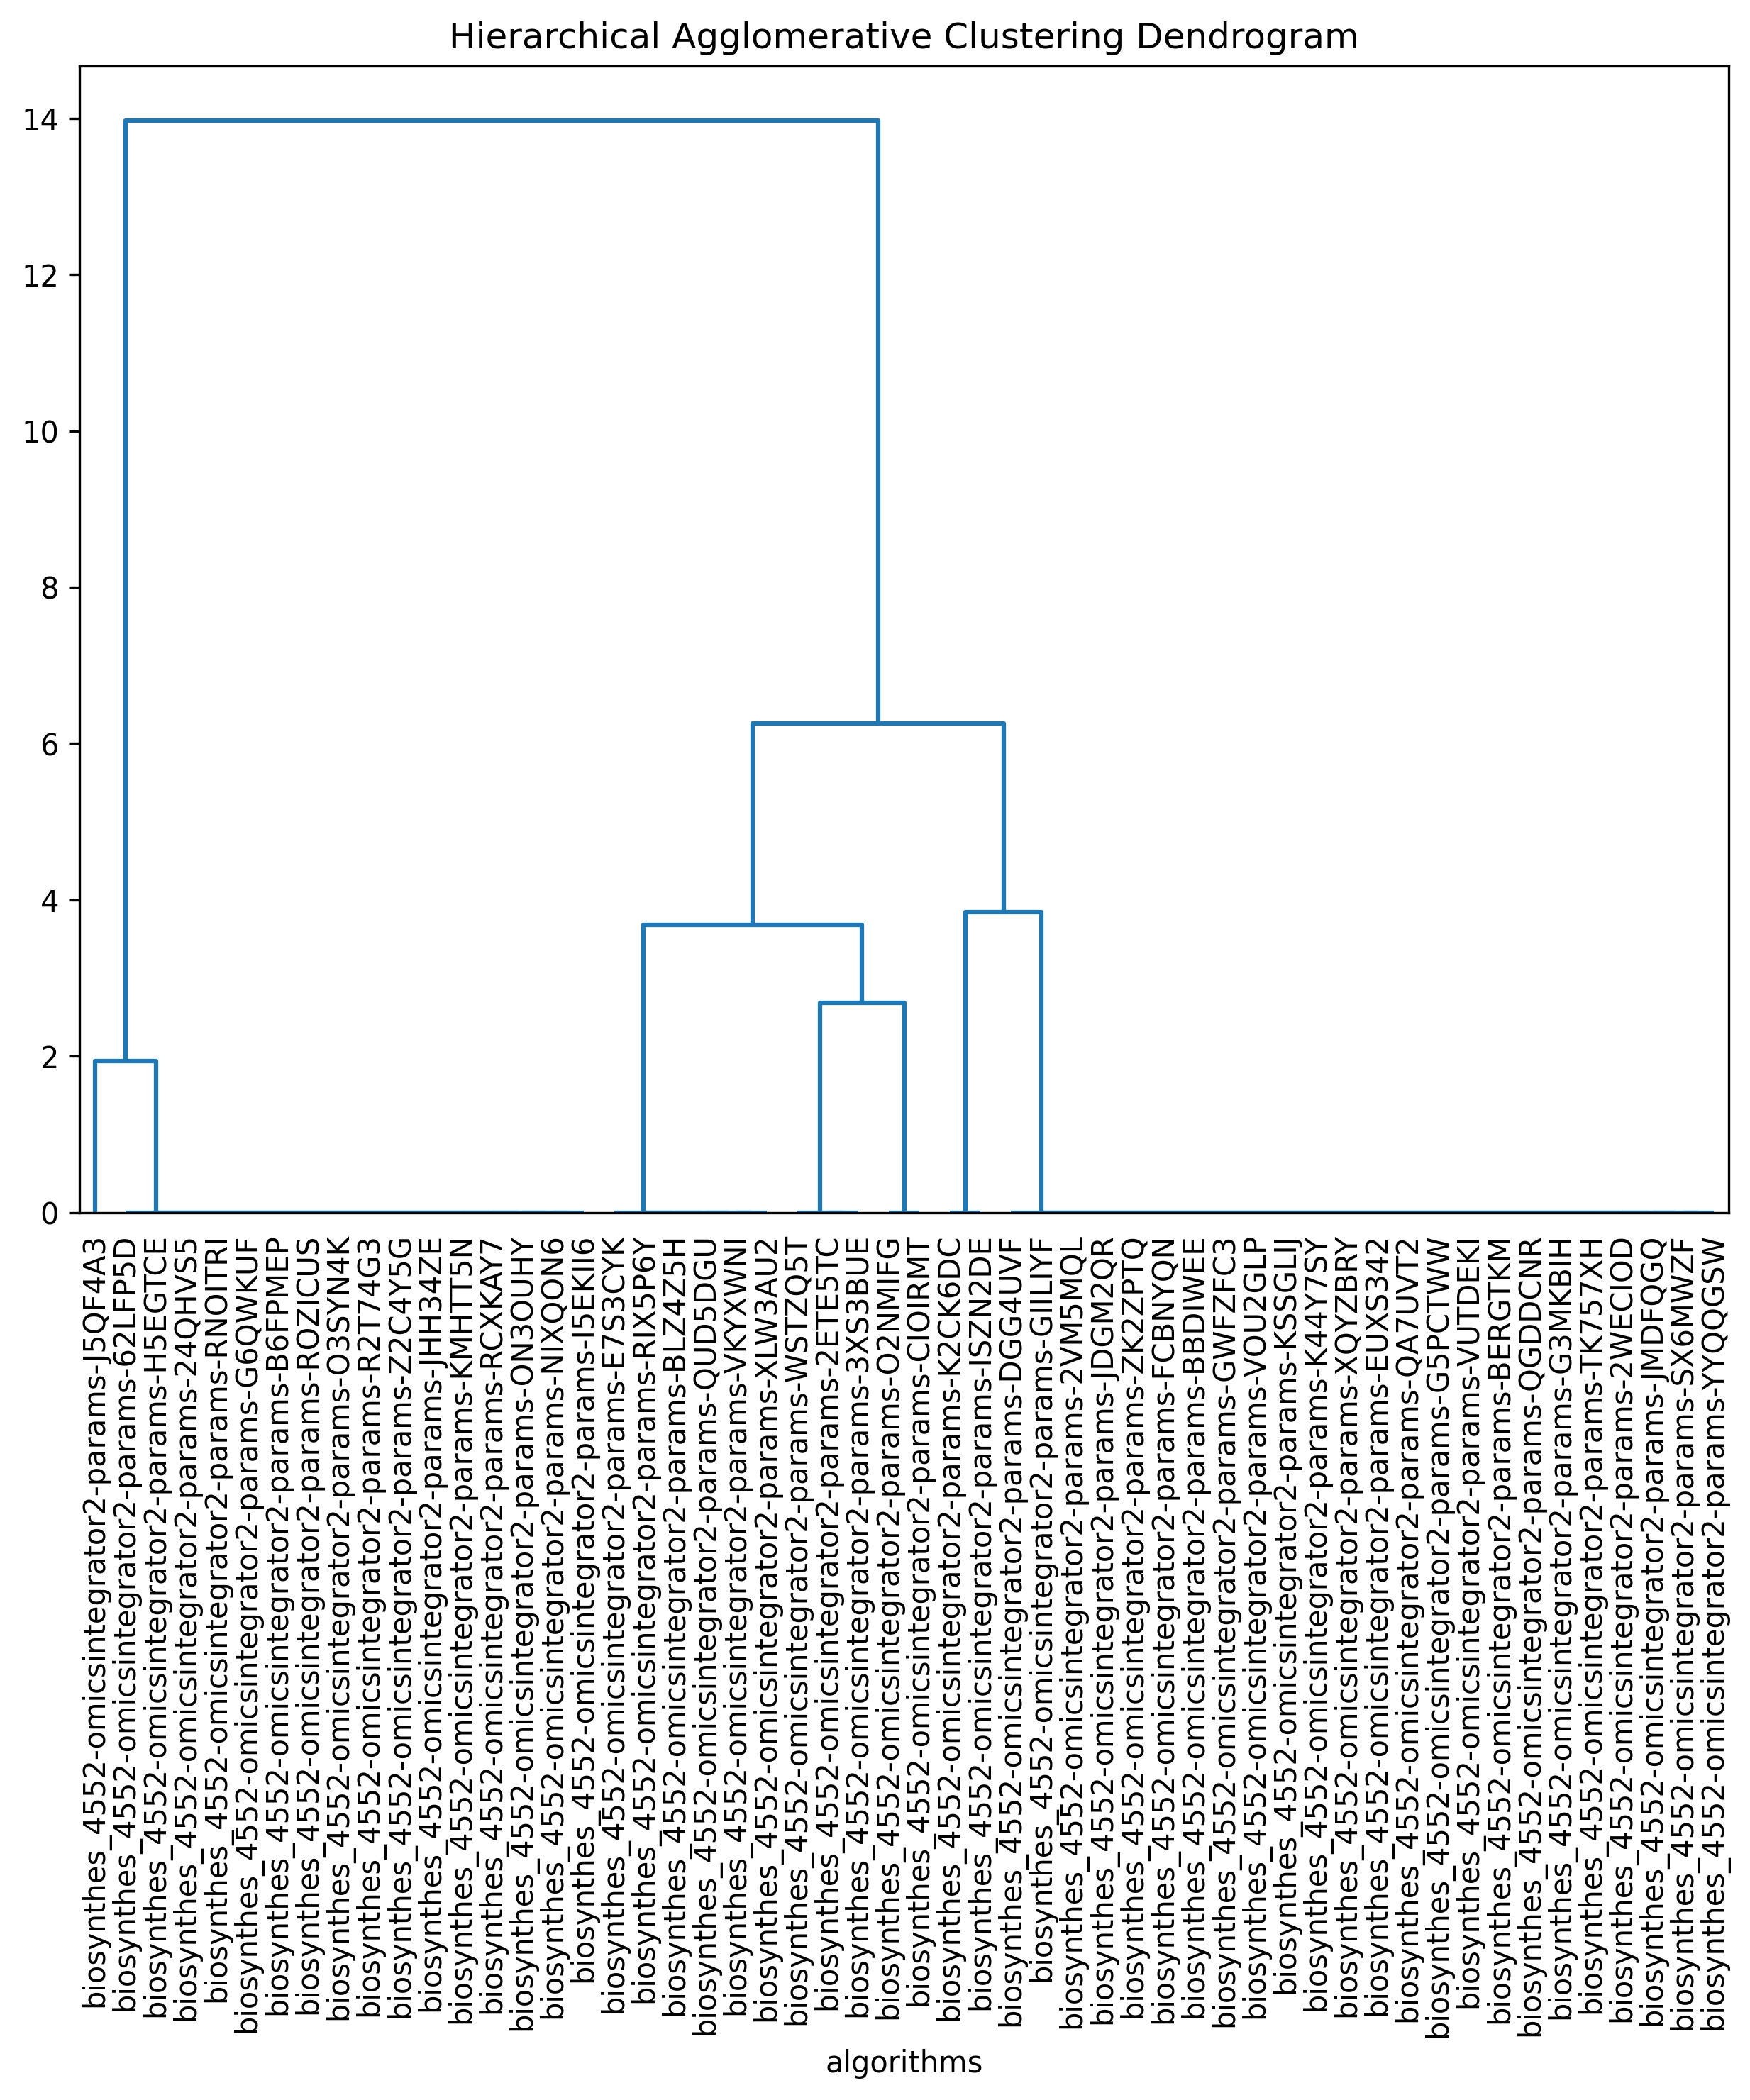 Hierarchical Agglomerative Clustering Dendrogram
14
12
10
8
6
4
2
0
biosynthes_4552-omicsintegrator2-params-J5QF4A3
biosynthes_4552-omicsintegrator2-params-62LFP5D
biosynthes_4552-omicsintegrator2-params-H5EGTCE
biosynthes_4552-omicsintegrator2-params-24QHVS5
biosynthes_4552-omicsintegrator2-params-RNOITRI
biosynthes_4552-omicsintegrator2-params-G6QWKUF
biosynthes_4552-omicsintegrator2-params-B6FPMEP
biosynthes_4552-omicsintegrator2-params-ROZICUS
biosynthes_4552-omicsintegrator2-params-O3SYN4K
biosynthes_4552-omicsintegrator2-params-R2T74G3
biosynthes_4552-omicsintegrator2-params-Z2C4Y5G
biosynthes_4552-omicsintegrator2-params-JHH34ZE
biosynthes_4552-omicsintegrator2-params-KMHTT5N
biosynthes_4552-omicsintegrator2-params-RCXKAY7
biosynthes_4552-omicsintegrator2-params-ON3OUHY
biosynthes_4552-omicsintegrator2-params-NIXQON6
biosynthes_4552-omicsintegrator2-params-I5EKII6
biosynthes_4552-omicsintegrator2-params-E7S3CYK
biosynthes_4552-omicsintegrator2-params-RIX5P6Y
biosynthes_4552-omicsintegrator2-params-BLZ4Z5H
biosynthes_4552-omicsintegrator2-params-QUD5DGU
biosynthes_4552-omicsintegrator2-params-VKYXWNI
biosynthes_4552-omicsintegrator2-params-XLW3AU2
biosynthes_4552-omicsintegrator2-params-WSTZQ5T
biosynthes_4552-omicsintegrator2-params-2ETE5TC
biosynthes_4552-omicsintegrator2-params-3XS3BUE
biosynthes_4552-omicsintegrator2-params-O2NMIFG
biosynthes_4552-omicsintegrator2-params-CIOIRMT
biosynthes_4552-omicsintegrator2-params-K2CK6DC
biosynthes_4552-omicsintegrator2-params-ISZN2DE
biosynthes_4552-omicsintegrator2-params-DGG4UVF
biosynthes_4552-omicsintegrator2-params-GIILIYF
biosynthes_4552-omicsintegrator2-params-2VM5MQL
biosynthes_4552-omicsintegrator2-params-JDGM2QR
biosynthes_4552-omicsintegrator2-params-ZK2ZPTQ
biosynthes_4552-omicsintegrator2-params-FCBNYQN
biosynthes_4552-omicsintegrator2-params-BBDIWEE
biosynthes_4552-omicsintegrator2-params-GWFZFC3
biosynthes_4552-omicsintegrator2-params-VOU2GLP
biosynthes_4552-omicsintegrator2-params-KSSGLIJ
biosynthes_4552-omicsintegrator2-params-K44Y7SY
biosynthes_4552-omicsintegrator2-params-XQYZBRY
biosynthes_4552-omicsintegrator2-params-EUXS342
biosynthes_4552-omicsintegrator2-params-QA7UVT2
biosynthes_4552-omicsintegrator2-params-G5PCTWW
biosynthes_4552-omicsintegrator2-params-VUTDEKI
biosynthes_4552-omicsintegrator2-params-BERGTKM
biosynthes_4552-omicsintegrator2-params-QGDDCNR
biosynthes_4552-omicsintegrator2-params-G3MKBIH
biosynthes_4552-omicsintegrator2-params-TK757XH
biosynthes_4552-omicsintegrator2-params-2WECIOD
biosynthes_4552-omicsintegrator2-params-JMDFQGQ
biosynthes_4552-omicsintegrator2-params-SX6MWZF
biosynthes_4552-omicsintegrator2-params-YYQQGSW
algorithms